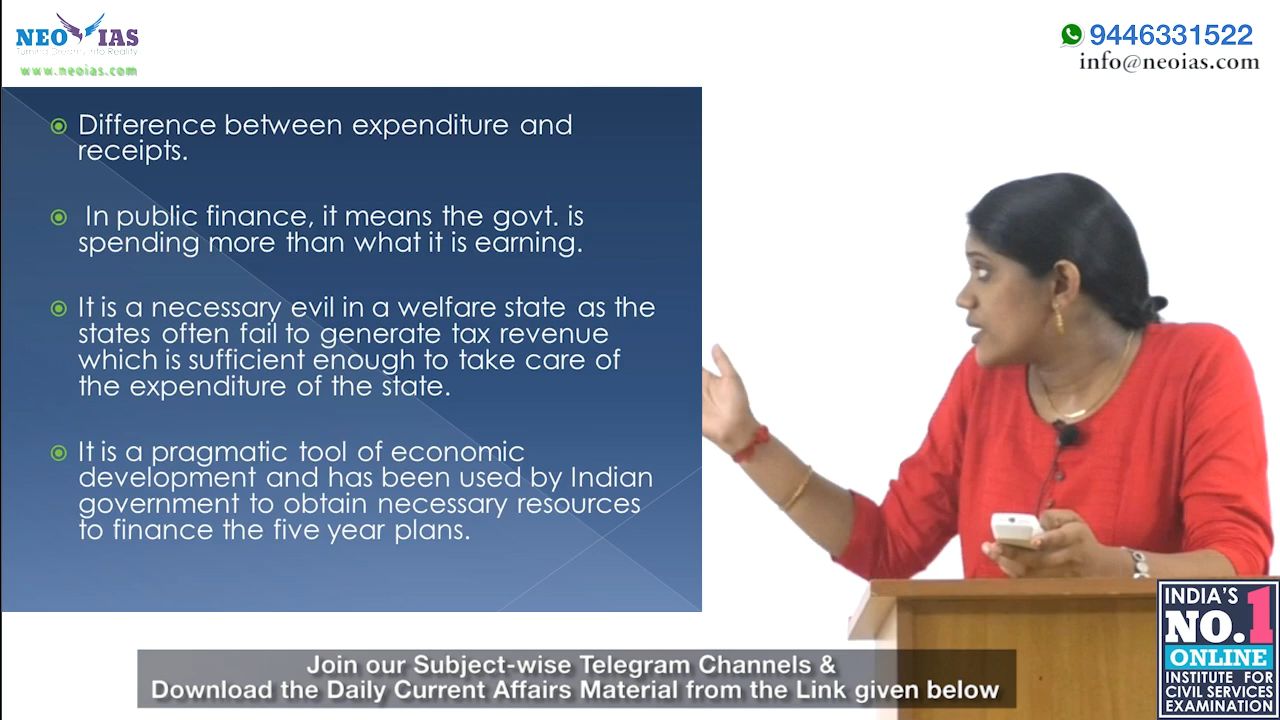 NEO IAS
Turning Dreams into Reality
www.neoias.com
9446331522
info@neoias.com
Difference between expenditure and
receipts.
In public finance, it means the govt. is
spending more than what it is earning.
It is a necessary evil in a welfare state as the
states often fail to generate tax revenue
which is sufficient enough to take care of
the expenditure of the state.
It is a pragmatic tool of economic
development and has been used by Indian
government to obtain necessary resources
to finance the five year plans.
INDIA'S
NO.1
ONLINE
INSTITUTE FOR
CIVIL SERVICES
EXAMINATION
Join our Subject-wise Telegram Channels &
Download the Daily Current Affairs Material from the Link given below